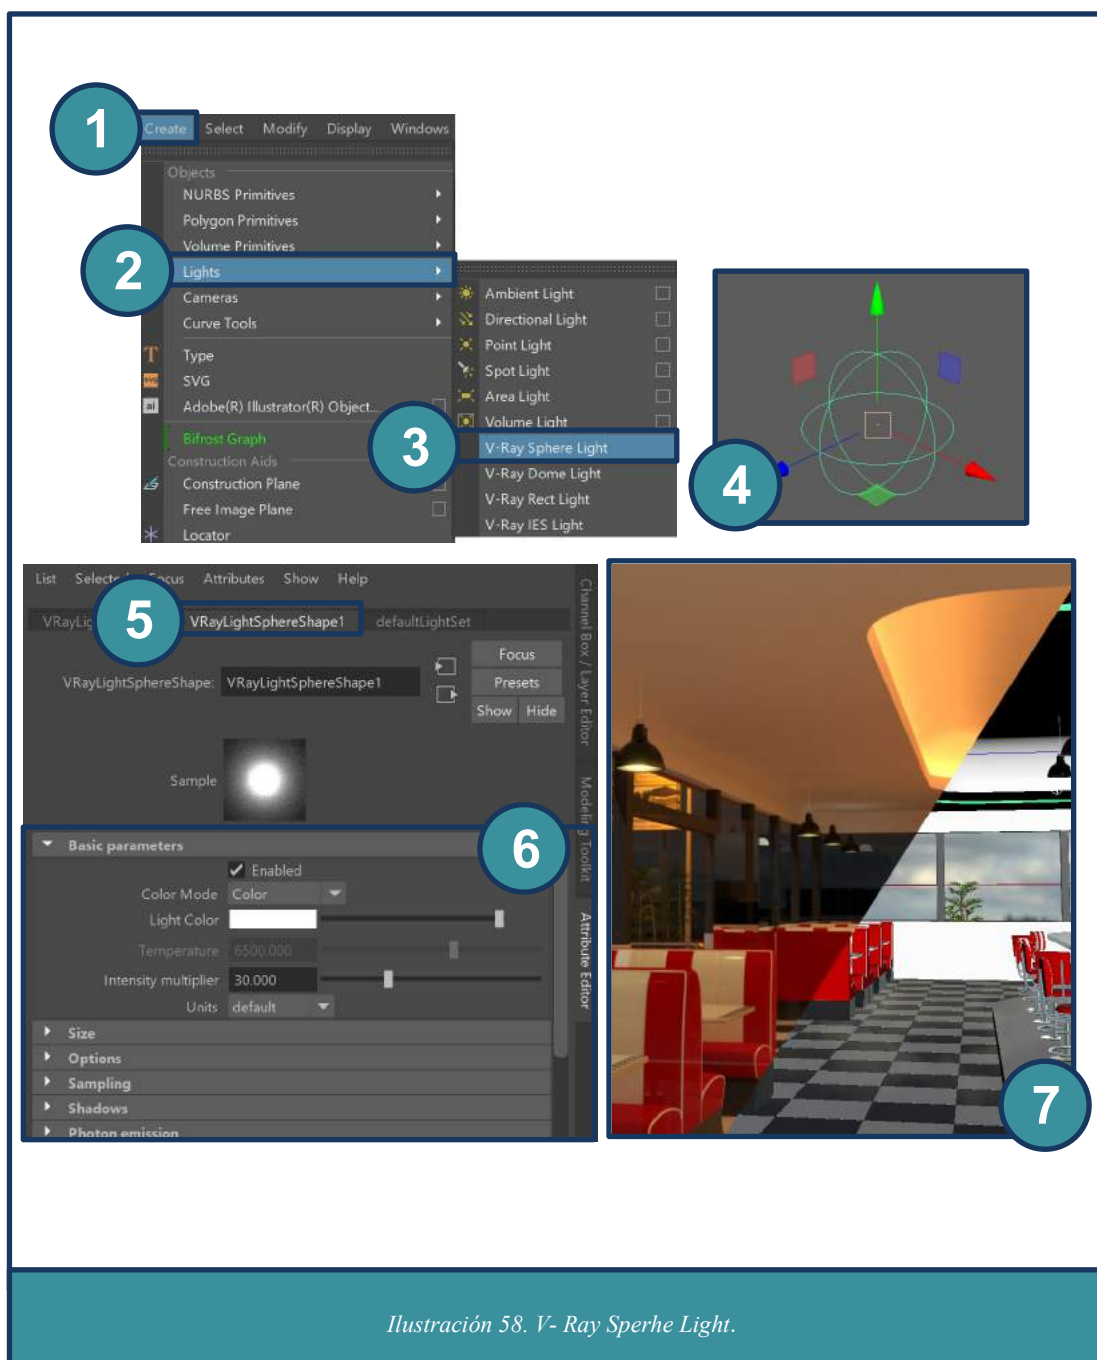 1
Create Select Modify Display Windows
Objects
NURBS Primitives
Polygon Primitives
Volume Primitives
2
Lights
Cameras
Curve Tools
T Type
SVG
Ai Adobe(R) Illustrator(R) Object...
Bifrost Graph
Construction Aids
Construction Plane
Free Image Plane
Locator
Ambient Light
Directional Light
Point Light
Spot Light
Area Light
Volume Light
3
V-Ray Sphere Light
V-Ray Dome Light
V-Ray Rect Light
V-Ray IES Light
4
List Selected Focus Attributes Show Help
5
VRayLightSphereShape1 defaultLightSet
VRayLightSphereShape: VRayLightSphereShape1
Focus
Presets
Show Hide
Sample
6
Basic parameters
Enabled
Color Mode Color
Light Color
Temperature 6500.000
Intensity multiplier 30.000
Units default
Size
Options
Sampling
Shadows
Photon emission
Channel Box / Layer Editor
Modeling Toolkit
Attribute Editor
7
Ilustración 58. V- Ray Sperhe Light.